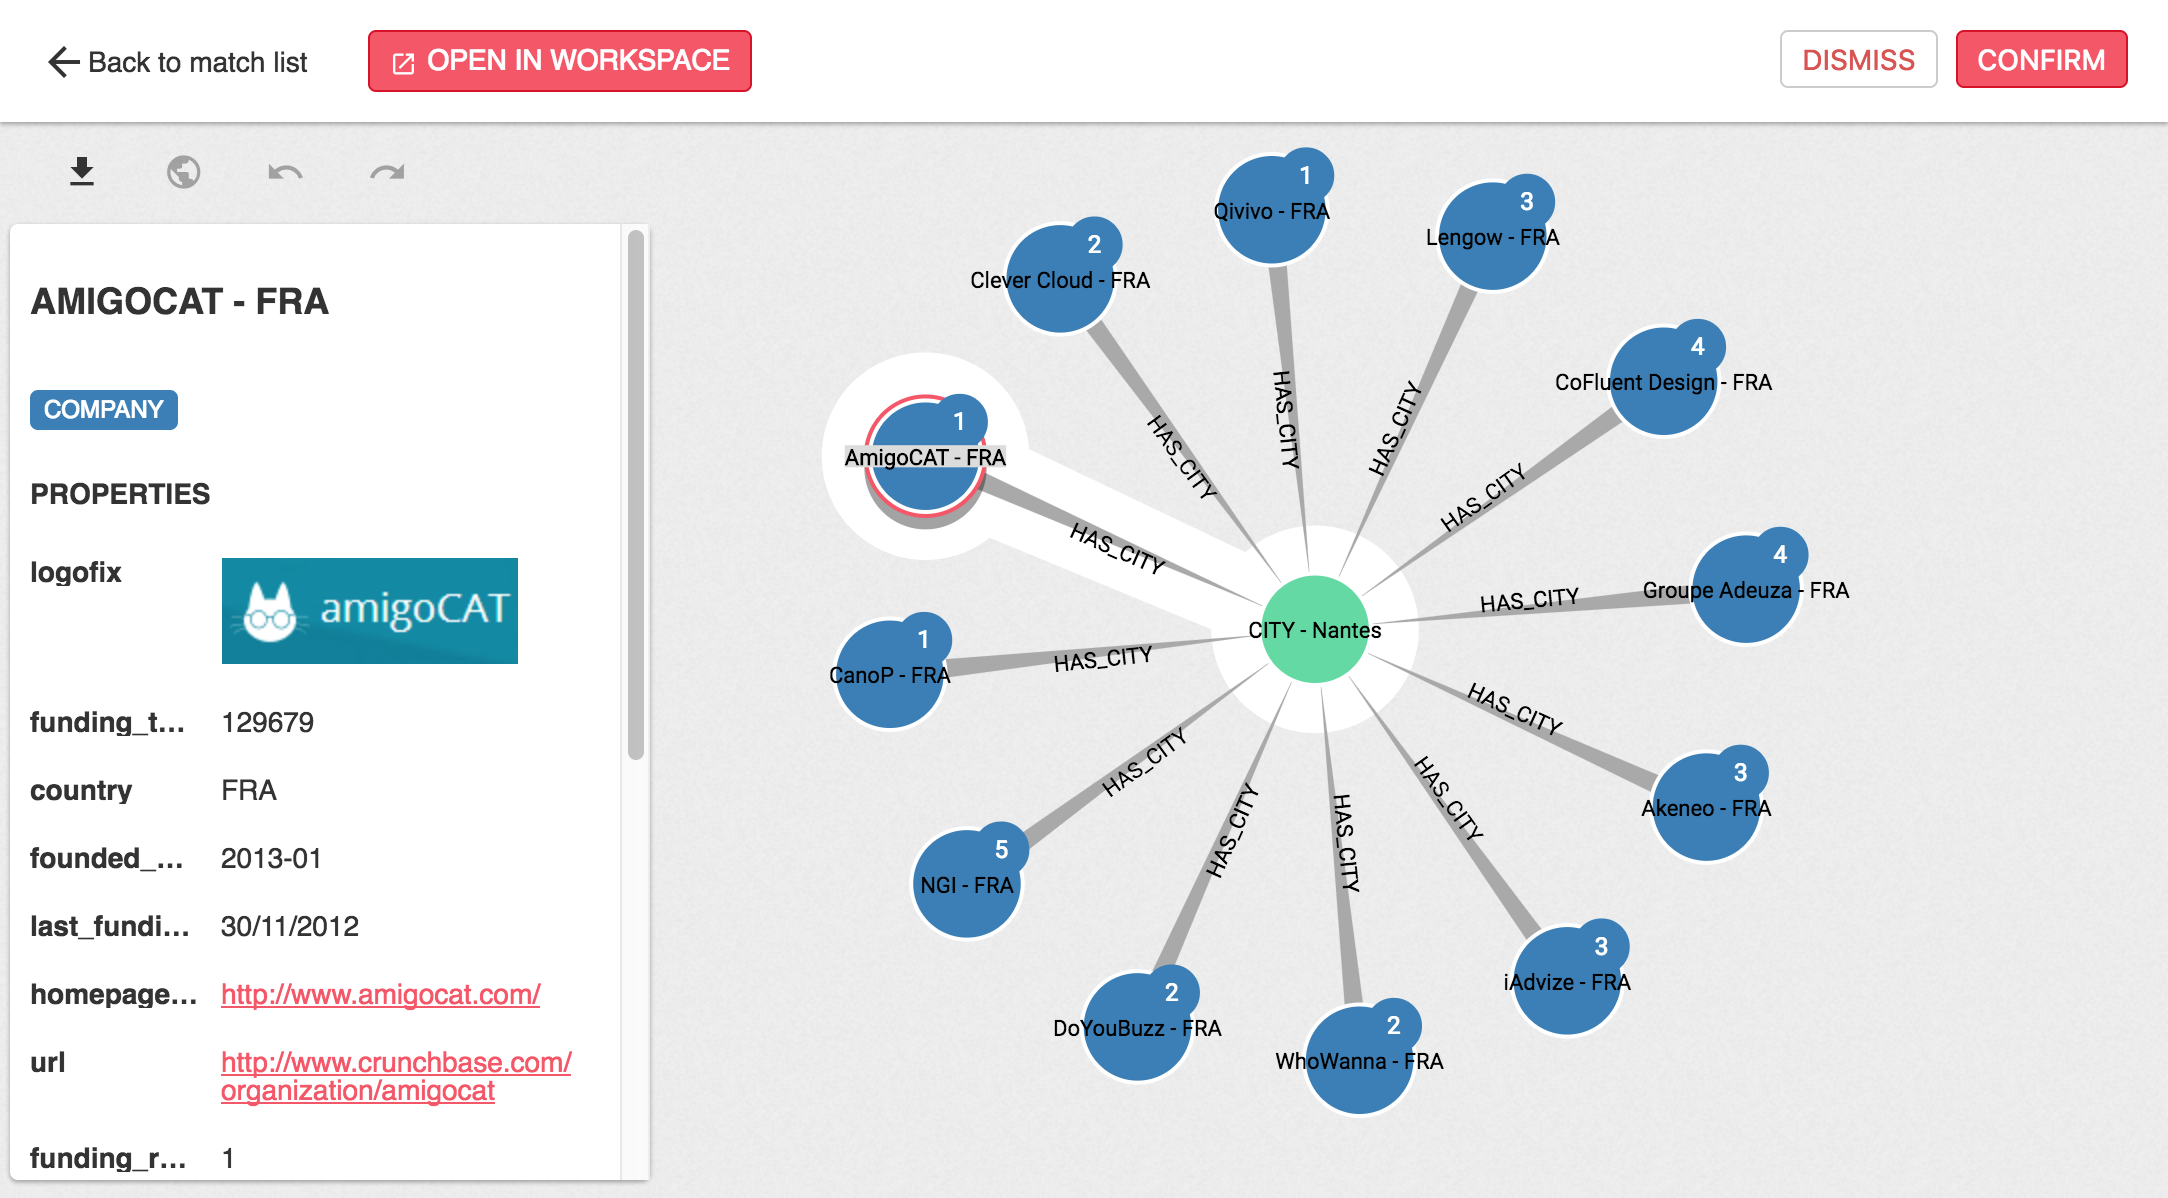 Back to match list
OPEN IN WORKSPACE
DISMISS
CONFIRM
AMIGOCAT - FRA
COMPANY
PROPERTIES
logofix
amigoCAT
funding_t... 129679
country FRA
founded_... 2013-01
last_fundi... 30/11/2012
homepage... http://www.amigocat.com/
url http://www.crunchbase.com/
organization/amigocat
funding_r... 1
1
Qivivo - FRA
3
Lengow - FRA
2
Clever Cloud - FRA
4
CoFluent Design - FRA
1
AmigoCAT - FRA
4
Groupe Adeuza - FRA
CITY - Nantes
1
CanoP - FRA
3
Akeneo - FRA
5
NGI - FRA
3
iAdvize - FRA
2
DoYouBuzz - FRA
2
WhoWanna - FRA
HAS_CITY
HAS_CITY
HAS_CITY
HAS_CITY
HAS_CITY
HAS_CITY
HAS_CITY
HAS_CITY
HAS_CITY
HAS_CITY
HAS_CITY
HAS_CITY